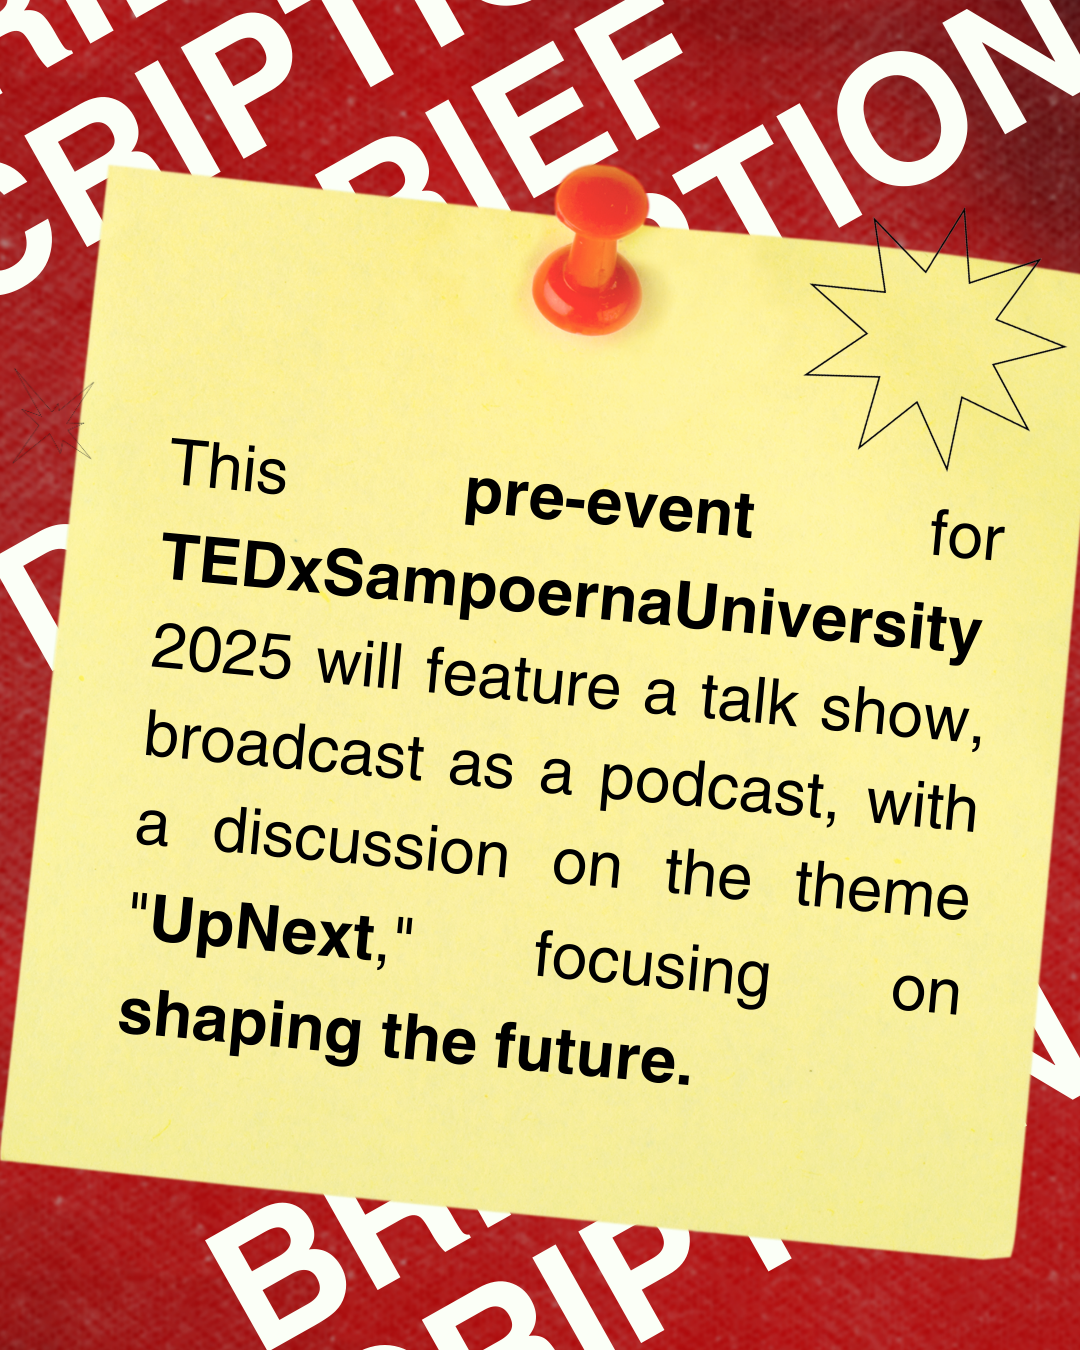 CRIPTIO
BRIEF
CRIPTION
This pre-event for
TEDxSampoernaUniversity
2025 will feature a talk show,
broadcast as a podcast, with
a discussion on the theme
"UpNext," focusing on
shaping the future.